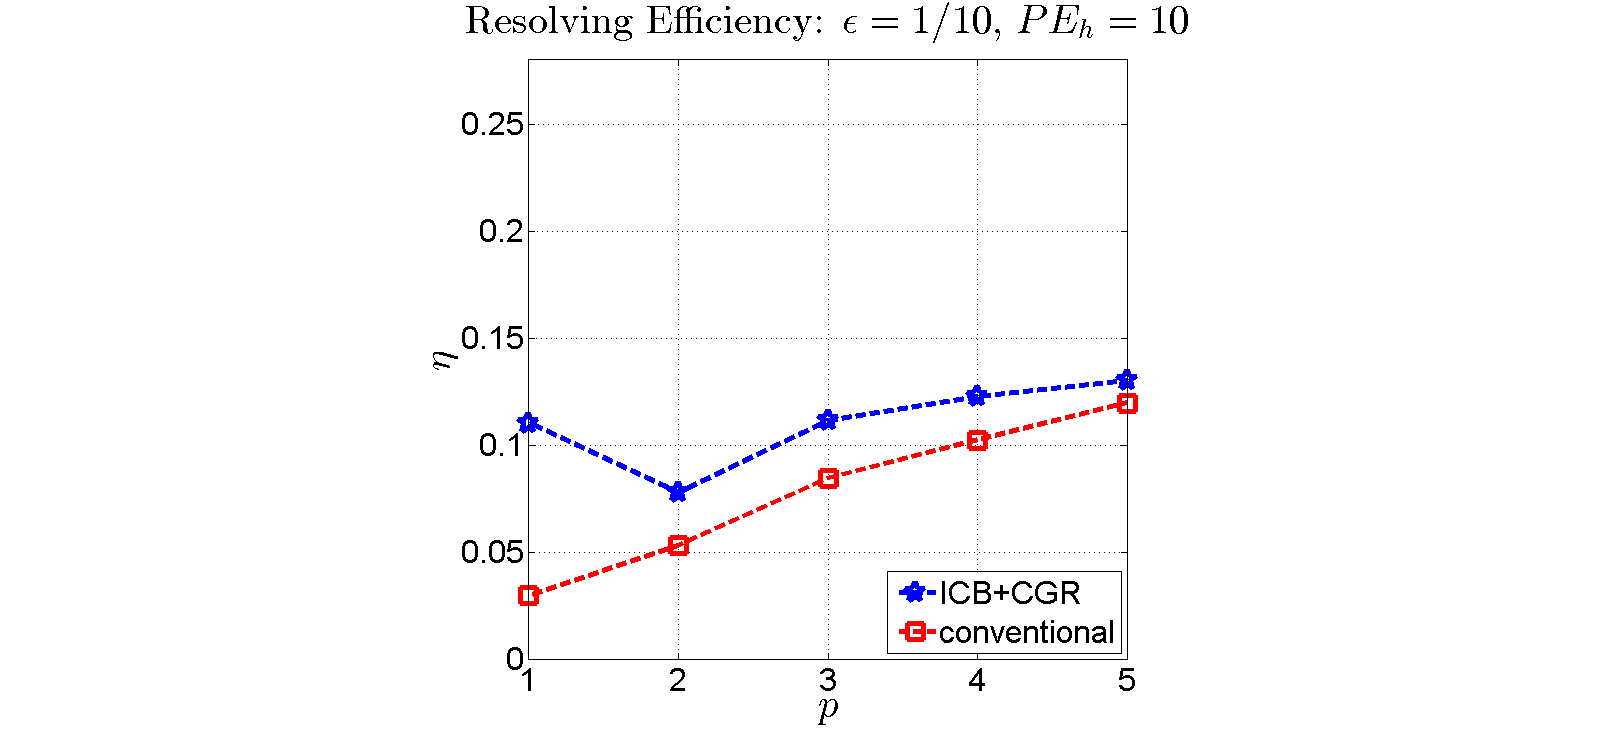 Resolving Efficiency: ϵ = 1/10, PE_h = 10
0.25
0.2
0.15
0.1
0.05
0
η
1 2 3 4 5
p
ICB+CGR
conventional